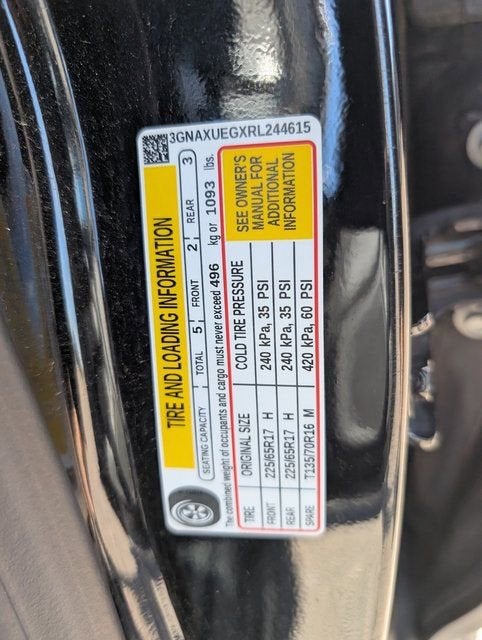 3GNAXUEGXRL244615
TIRE AND LOADING INFORMATION
SEATING CAPACITY TOTAL 5 FRONT 2 REAR 3
The combined weight of occupants and cargo must never exceed 496 kg or 1093 lbs.
TIRE ORIGINAL SIZE COLD TIRE PRESSURE
FRONT 225/65R17 H 240 kPa, 35 PSI
REAR 225/65R17 H 240 kPa, 35 PSI
SPARE T135/70R16 M 420 kPa, 60 PSI
SEE OWNER'S
MANUAL FOR
ADDITIONAL
INFORMATION